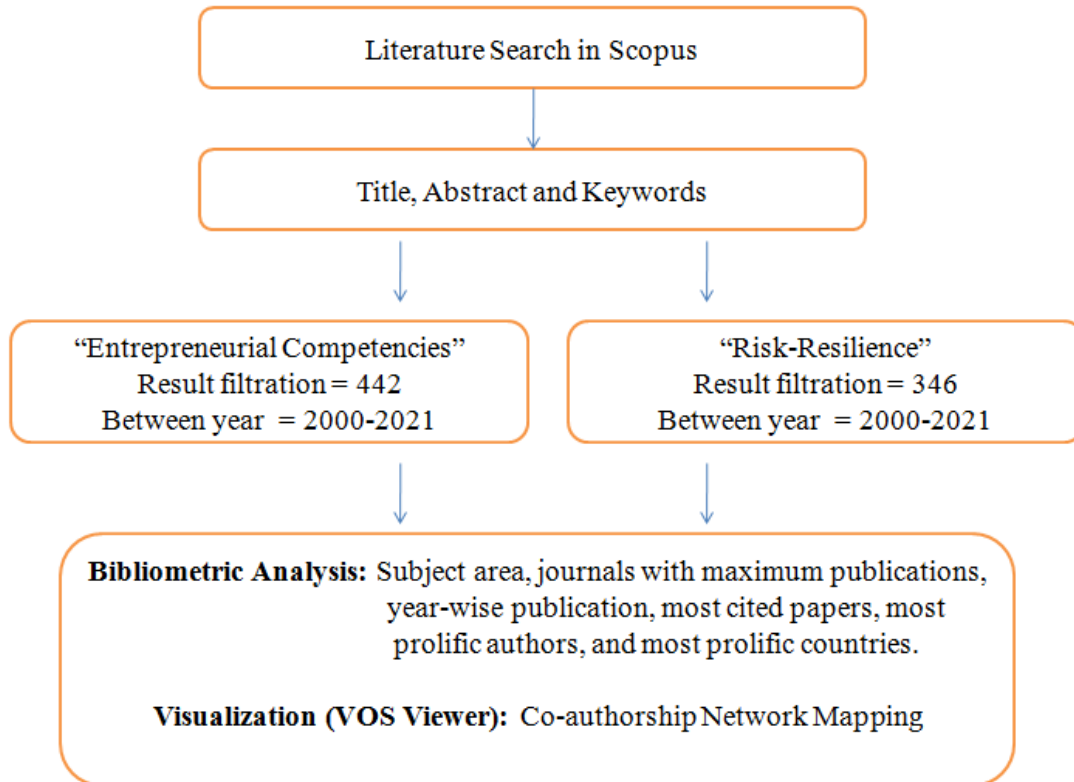 Literature Search in Scopus
Title, Abstract and Keywords
“Entrepreneurial Competencies”
Result filtration = 442
Between year = 2000-2021
“Risk-Resilience”
Result filtration = 346
Between year = 2000-2021
Bibliometric Analysis: Subject area, journals with maximum publications,
year-wise publication, most cited papers, most
prolific authors, and most prolific countries.
Visualization (VOS Viewer): Co-authorship Network Mapping